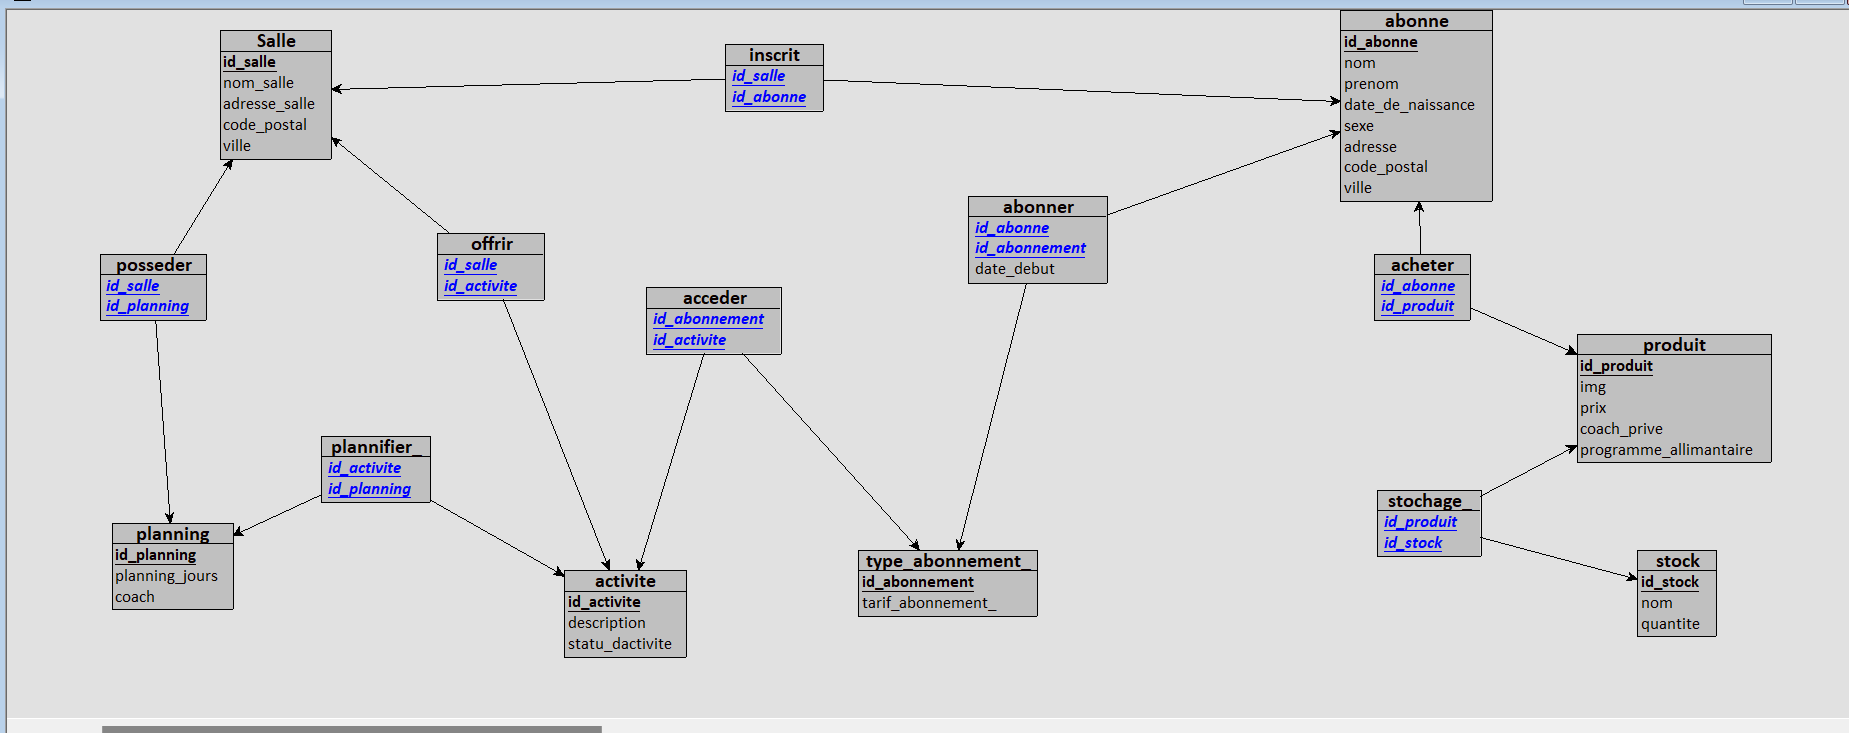 Salle
id_salle
nom_salle
adresse_salle
code_postal
ville
inscrit
id_salle
id_abonne
abonne
id_abonne
nom
prenom
date_de_naissance
sexe
adresse
code_postal
ville
posseder
id_salle
id_planning
offrir
id_salle
id_activite
acceder
id_abonnement
id_activite
abonner
id_abonne
id_abonnement
date_debut
acheter
id_abonne
id_produit
produit
id_produit
img
prix
coach_prive
programme_allimantaire
plannifier_
id_activite
id_planning
stochage_
id_produit
id_stock
planning
id_planning
planning_jours
coach
activite
id_activite
description
statu_dactivite
type_abonnement_
id_abonnement
tarif_abonnement_
stock
id_stock
nom
quantite